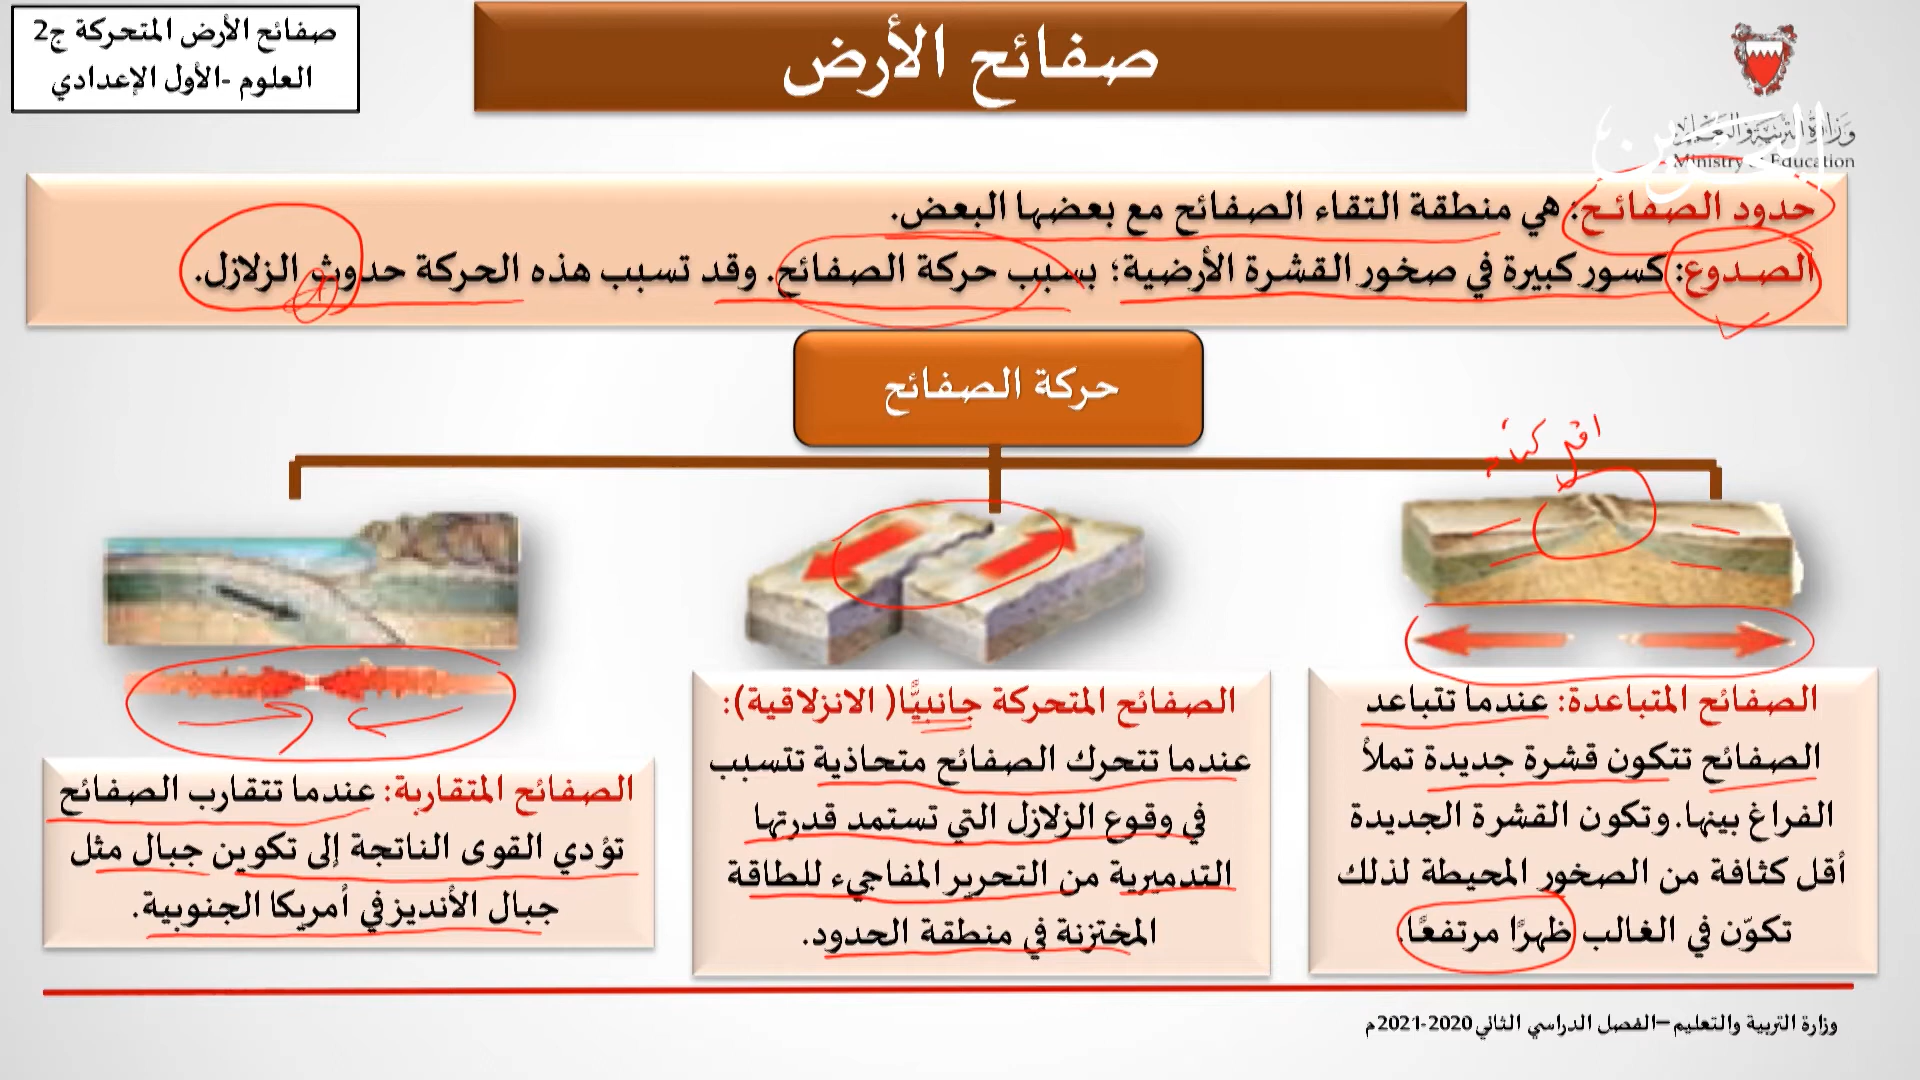 صفائح الأرض المتحركة ج2
العلوم -الأول الإعدادي
صفائح الأرض
وزارة التربية والتعليم
Ministry of Education
البحرين
حدود الصفائح: هي منطقة التقاء الصفائح مع بعضها البعض.
الصدوع: كسور كبيرة في صخور القشرة الأرضية؛ بسبب حركة الصفائح. وقد تسبب هذه الحركة حدوث الزلازل.
حركة الصفائح
الصفائح المتباعدة: عندما تتباعد
الصفائح تتكون قشرة جديدة تملأ
الفراغ بينها. وتكون القشرة الجديدة
أقل كثافة من الصخور المحيطة لذلك
تكوّن في الغالب ظهرًا مرتفعًا.
الصفائح المتحركة جانبيًّا( الانزلاقية):
عندما تتحرك الصفائح متحاذية تتسبب
في وقوع الزلازل التي تستمد قدرتها
التدميرية من التحرير المفاجيء للطاقة
المختزنة في منطقة الحدود.
الصفائح المتقاربة: عندما تتقارب الصفائح
تؤدي القوى الناتجة إلى تكوين جبال مثل
جبال الأنديز في أمريكا الجنوبية.
وزارة التربية والتعليم –الفصل الدراسي الثاني 2020-2021م